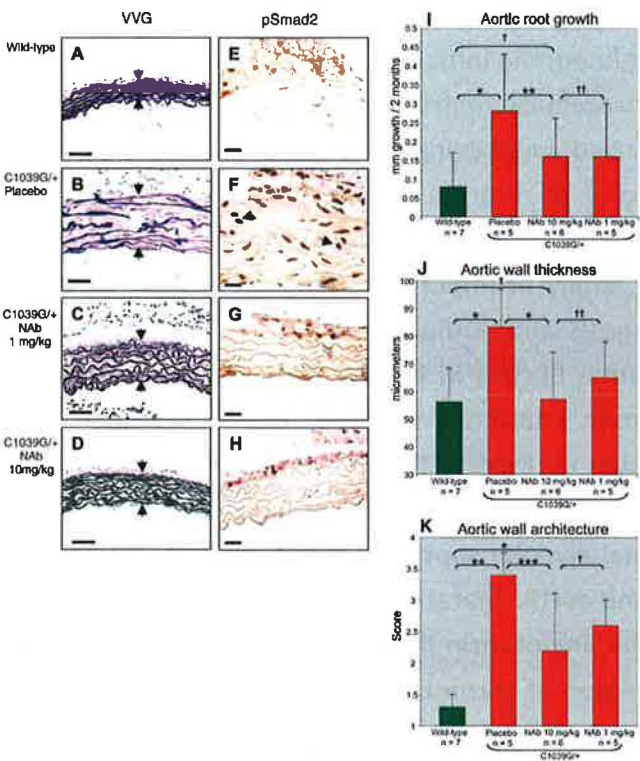 VVG
pSmad2
Wild-type
A
E
C1039G/+
Placebo
B
F
C1039G/+
NAb
1 mg/kg
C
G
C1039G/+
NAb
10mg/kg
D
H
I Aortic root growth
mm growth / 2 months
0.5
0.45
0.4
0.35
0.3
0.25
0.2
0.15
0.1
0.05
0
†
* ** ††
Wild-type Placebo NAb 10 mg/kg NAb 1 mg/kg
n = 7 n = 5 n = 6 n = 5
C1039G/+
J Aortic wall thickness
micrometers
100
90
80
70
60
50
40
30
* * ††
Wild-type Placebo NAb 10 mg/kg NAb 1 mg/kg
n = 7 n = 5 n = 6 n = 5
C1039G/+
K Aortic wall architecture
Score
4
3.5
3
2.5
2
1.5
1
*
** *** †
Wild-type Placebo NAb 10 mg/kg NAb 1 mg/kg
n = 7 n = 5 n = 6 n = 5
C1039G/+